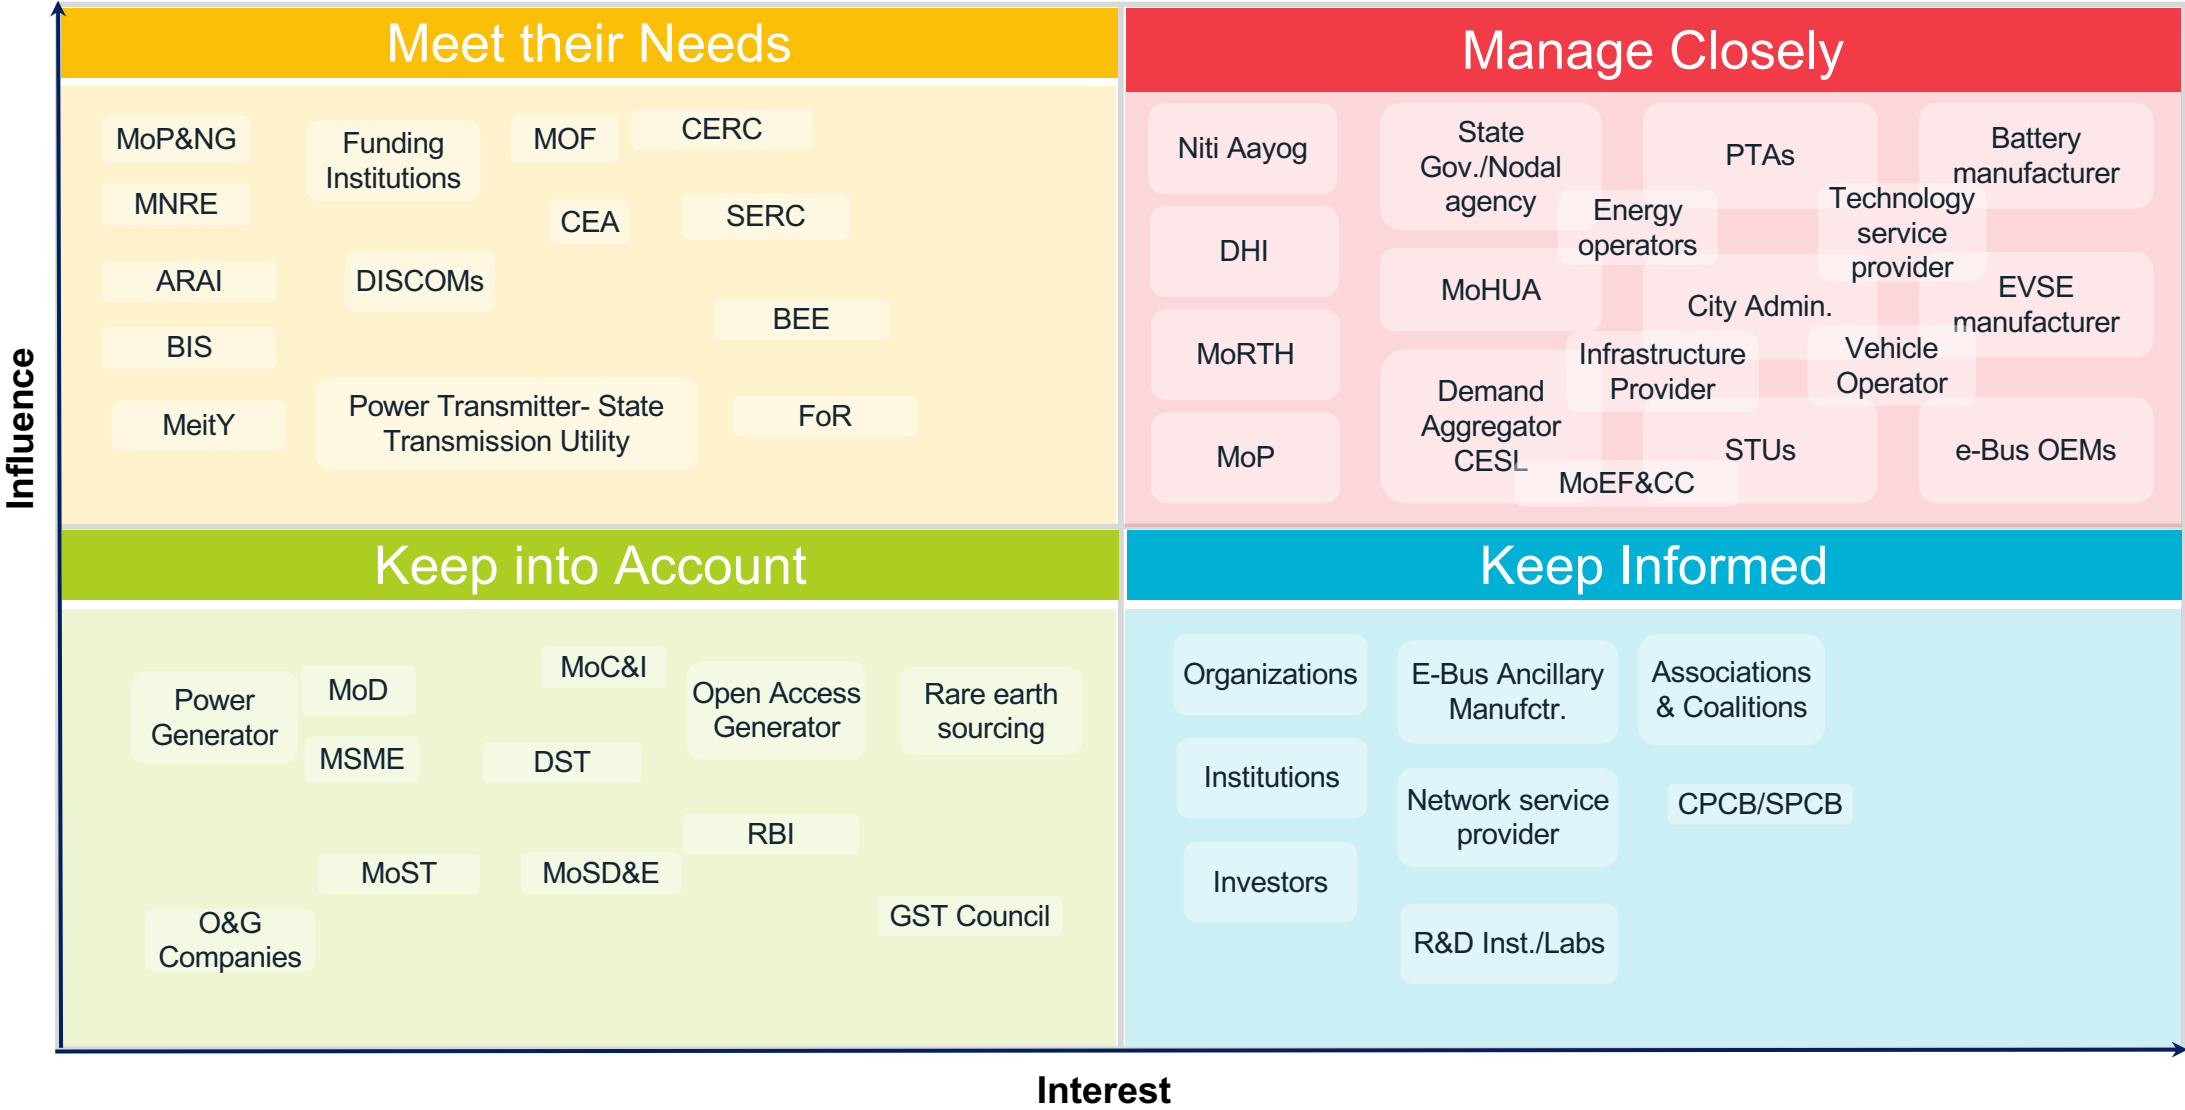 Meet their Needs
MoP&NG
Funding
Institutions
MOF
CERC
MNRE
CEA
SERC
ARAI
DISCOMs
BEE
BIS
MeitY
Power Transmitter- State
Transmission Utility
FoR
Manage Closely
Niti Aayog
State
Gov./Nodal
agency
PTAs
Battery
manufacturer
Energy
operators
Technology
service
provider
DHI
MoHUA
City Admin.
EVSE
manufacturer
MoRTH
Infrastructure
Provider
Vehicle
Operator
Demand
Aggregator
CESL
MoP
STUs
e-Bus OEMs
MoEF&CC
Influence
Keep into Account
Power
Generator
MoD
MoC&I
Open Access
Generator
Rare earth
sourcing
MSME
DST
RBI
MoST
MoSD&E
O&G
Companies
GST Council
Keep Informed
Organizations
E-Bus Ancillary
Manufctr.
Associations
& Coalitions
Institutions
Network service
provider
CPCB/SPCB
Investors
R&D Inst./Labs
Interest